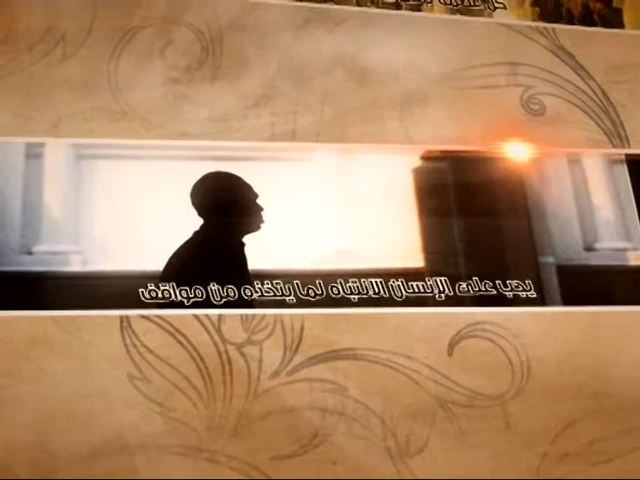 يجب على الإنسان الانتباه لما يتخذه من مواقف